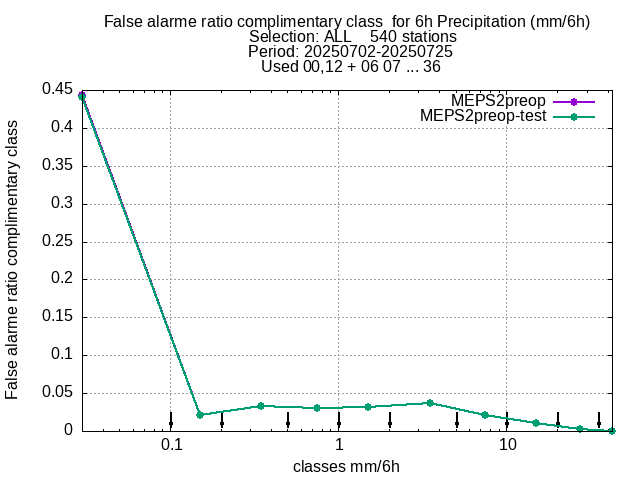 False alarme ratio complimentary class  for 6h Precipitation (mm/6h)
Selection: ALL    540 stations
Period: 20250702-20250725
Used 00,12 + 06 07 ... 36
MEPS2preop
MEPS2preop-test
False alarme ratio complimentary class
0.45
0.4
0.35
0.3
0.25
0.2
0.15
0.1
0.05
0
0.1 1 10
classes mm/6h